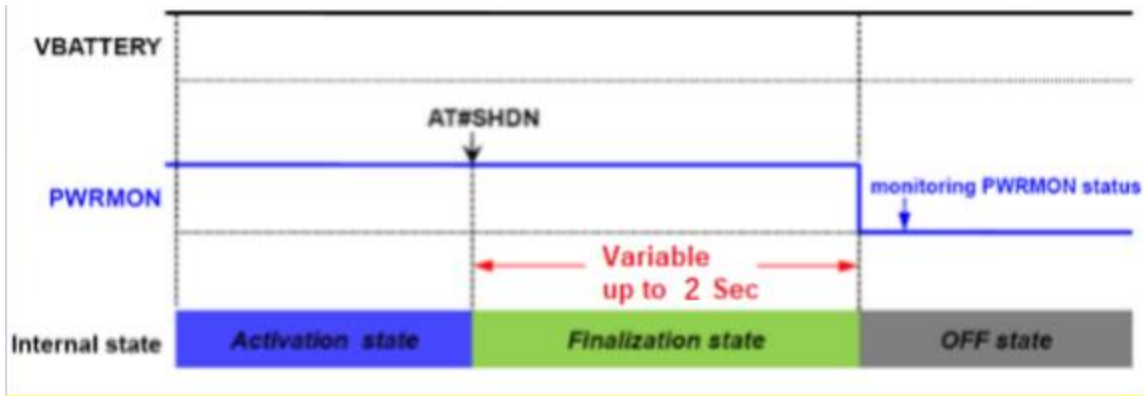 VBATTERY
AT#SHDN
PWRMON
monitoring PWRMON status
Variable
up to 2 Sec
Internal state
Activation state
Finalization state
OFF state